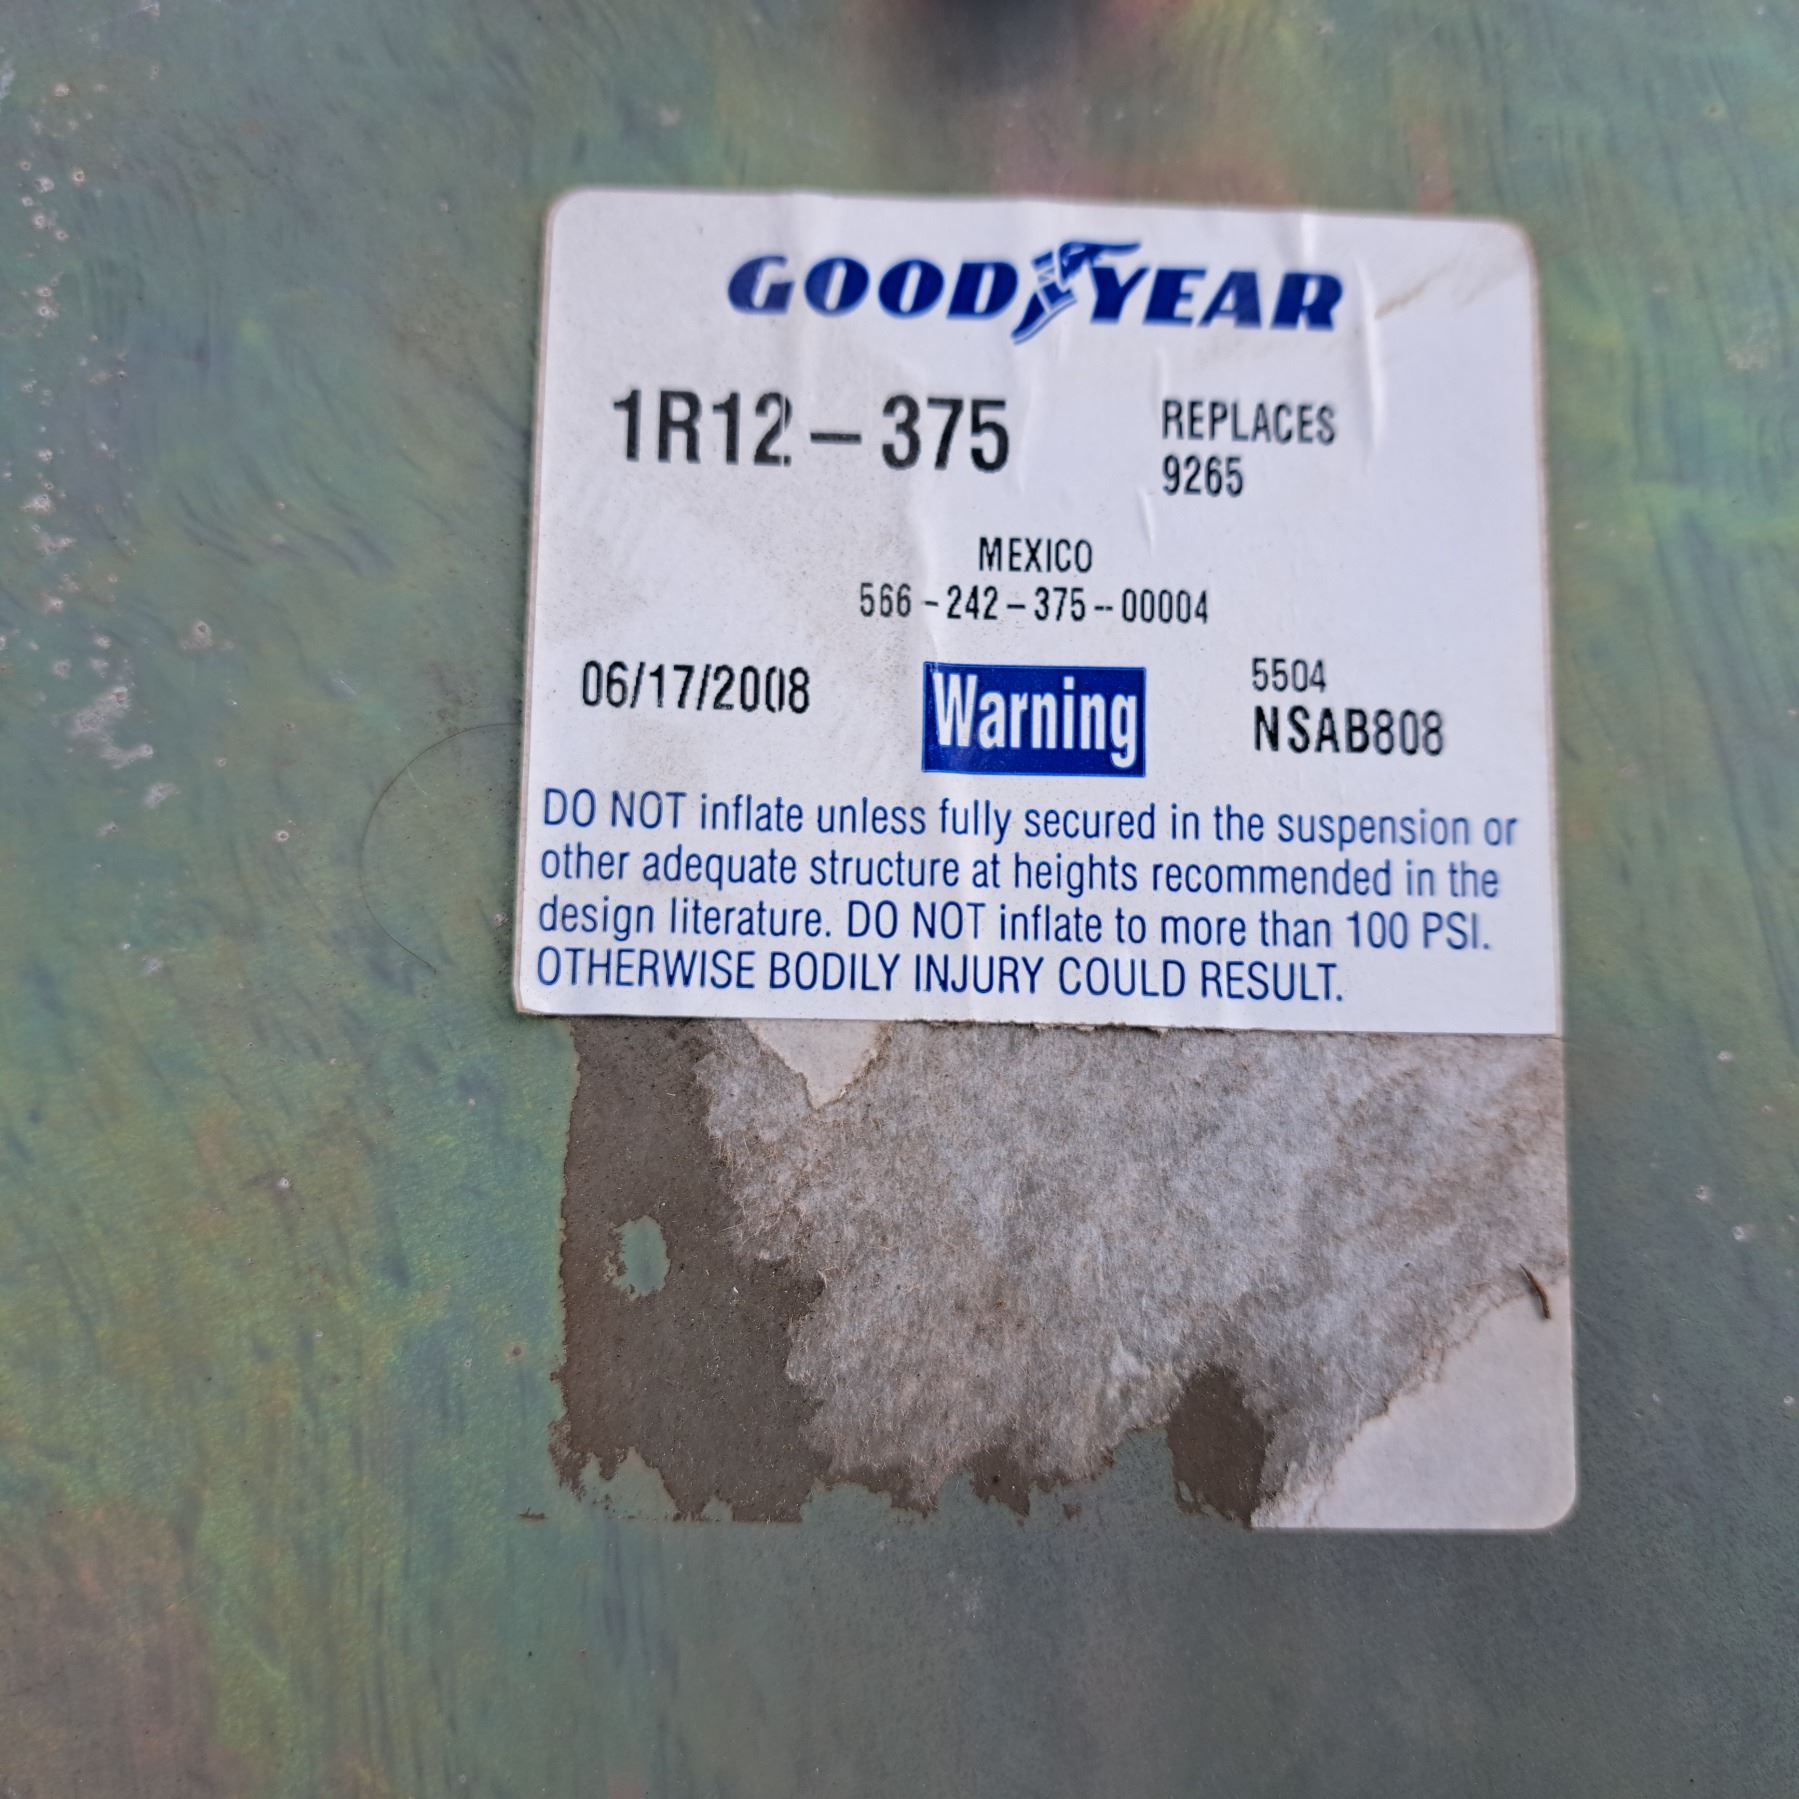 GOODYEAR
1R12-375
REPLACES
9265
MEXICO
566-242-375--00004
06/17/2008
Warning
5504
NSAB808
DO NOT inflate unless fully secured in the suspension or
other adequate structure at heights recommended in the
design literature. DO NOT inflate to more than 100 PSI.
OTHERWISE BODILY INJURY COULD RESULT.